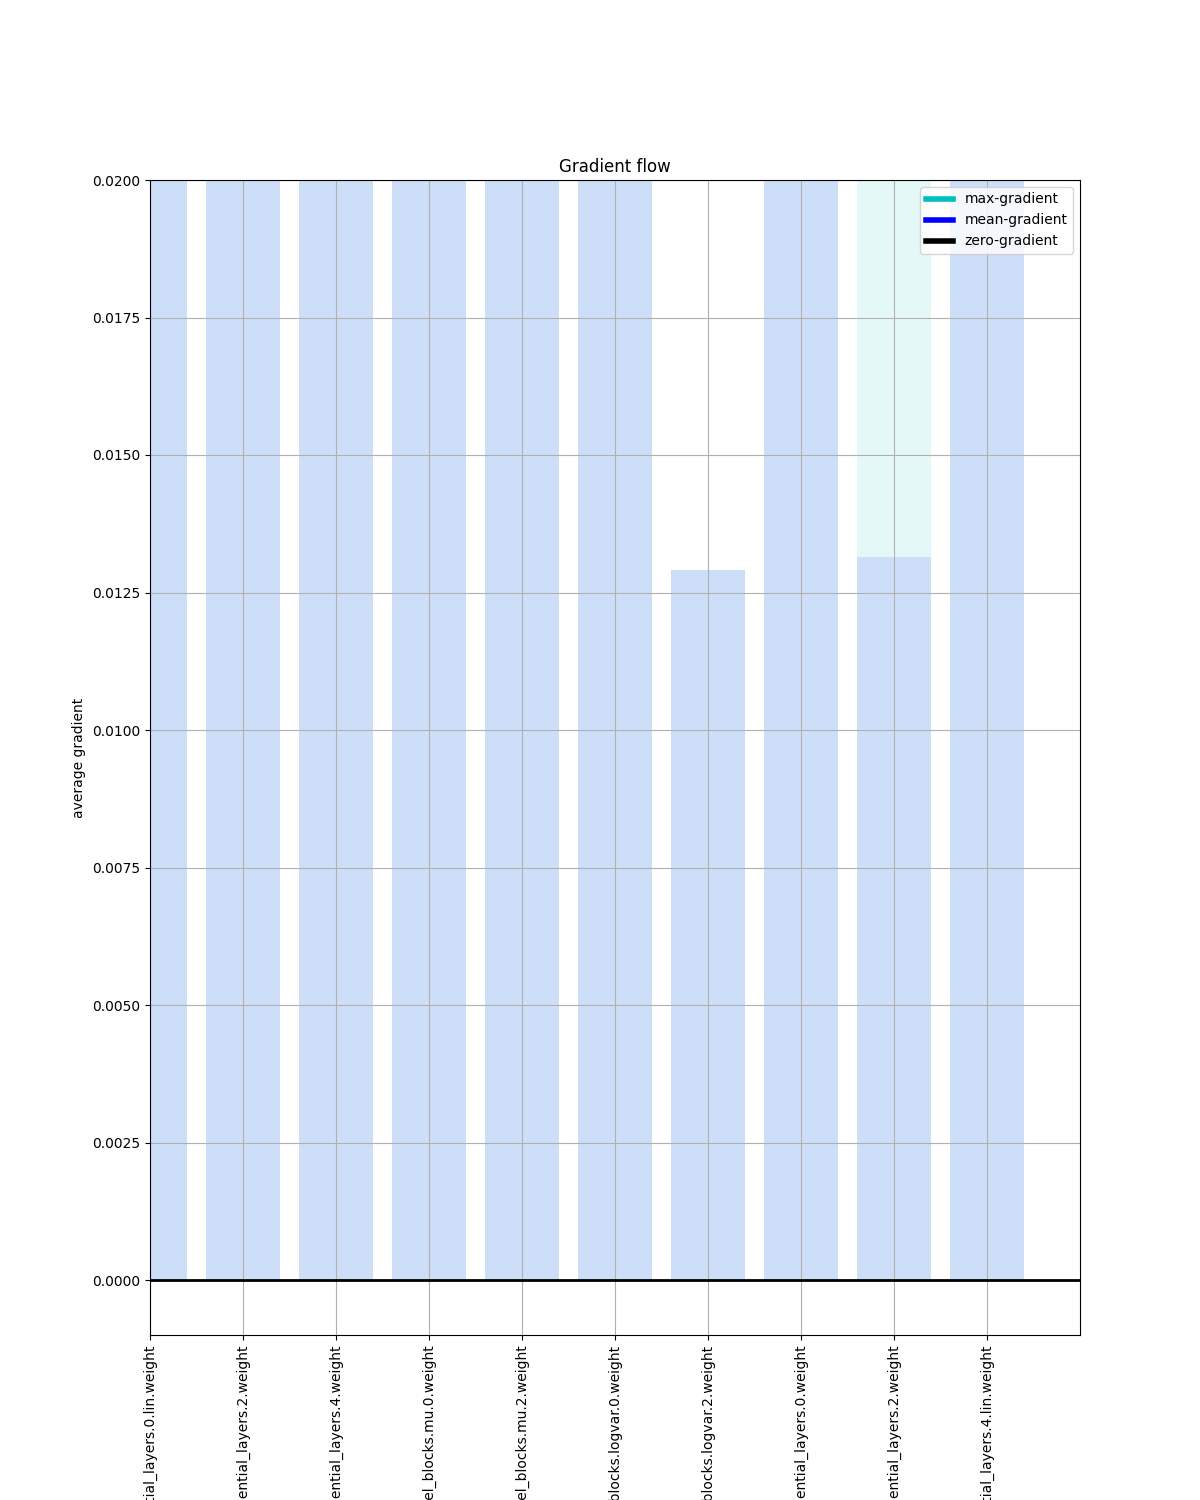 Gradient flow
max-gradient
mean-gradient
zero-gradient
0.0200
0.0175
0.0150
0.0125
0.0100
0.0075
0.0050
0.0025
0.0000
average gradient
tial_layers.0.lin.weight
ential_layers.2.weight
ential_layers.4.weight
el_blocks.mu.0.weight
el_blocks.mu.2.weight
blocks.logvar.0.weight
blocks.logvar.2.weight
ential_layers.0.weight
ential_layers.2.weight
tial_layers.4.lin.weight